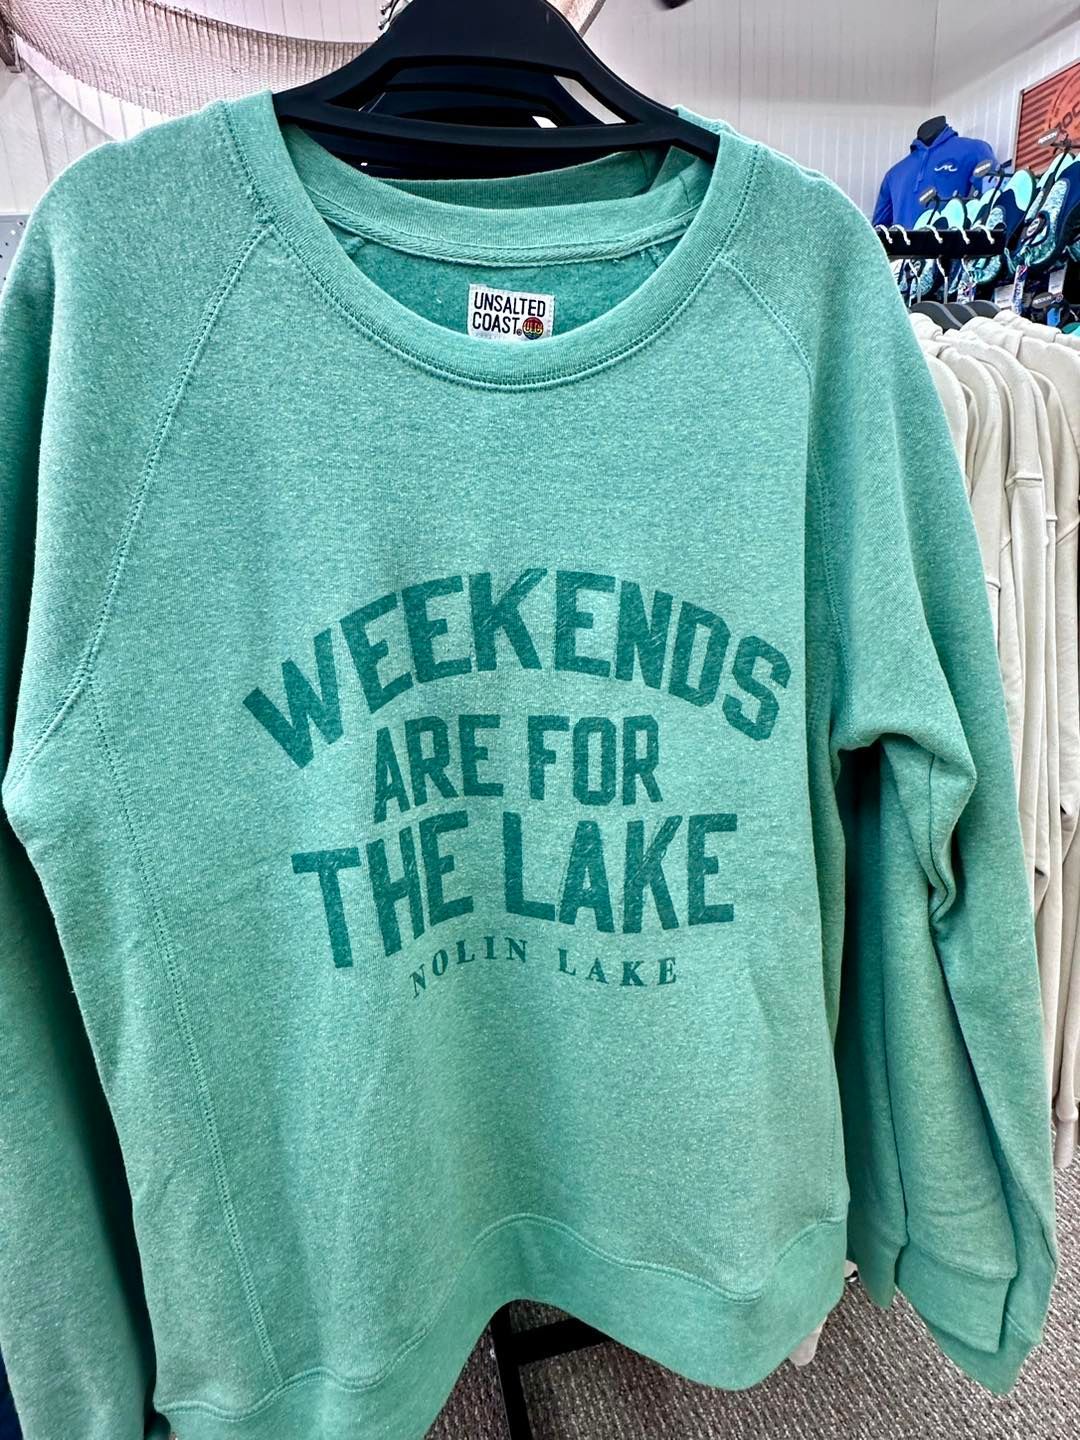 UNSALTED
COAST
WEEKENDS
ARE FOR
THE LAKE
NOLIN LAKE